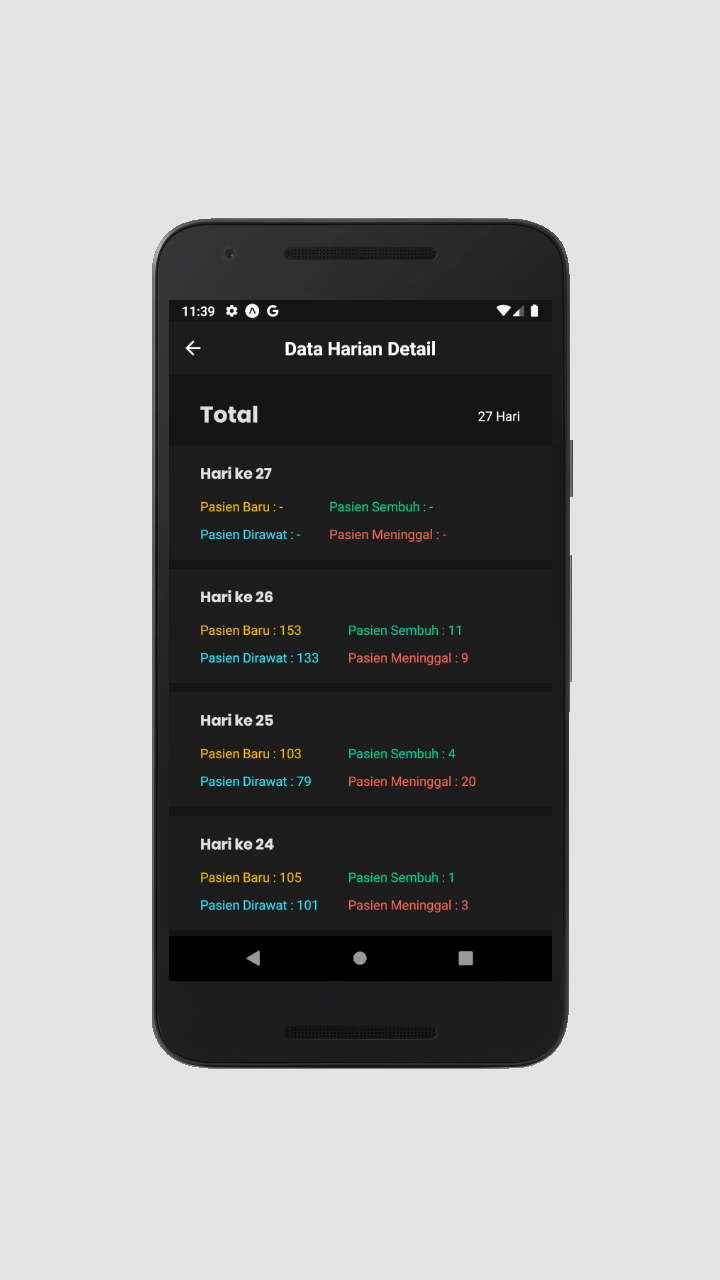 11:39
Data Harian Detail
Total 27 Hari
Hari ke 27
Pasien Baru : - Pasien Sembuh : -
Pasien Dirawat : - Pasien Meninggal : -
Hari ke 26
Pasien Baru : 153 Pasien Sembuh : 11
Pasien Dirawat : 133 Pasien Meninggal : 9
Hari ke 25
Pasien Baru : 103 Pasien Sembuh : 4
Pasien Dirawat : 79 Pasien Meninggal : 20
Hari ke 24
Pasien Baru : 105 Pasien Sembuh : 1
Pasien Dirawat : 101 Pasien Meninggal : 3